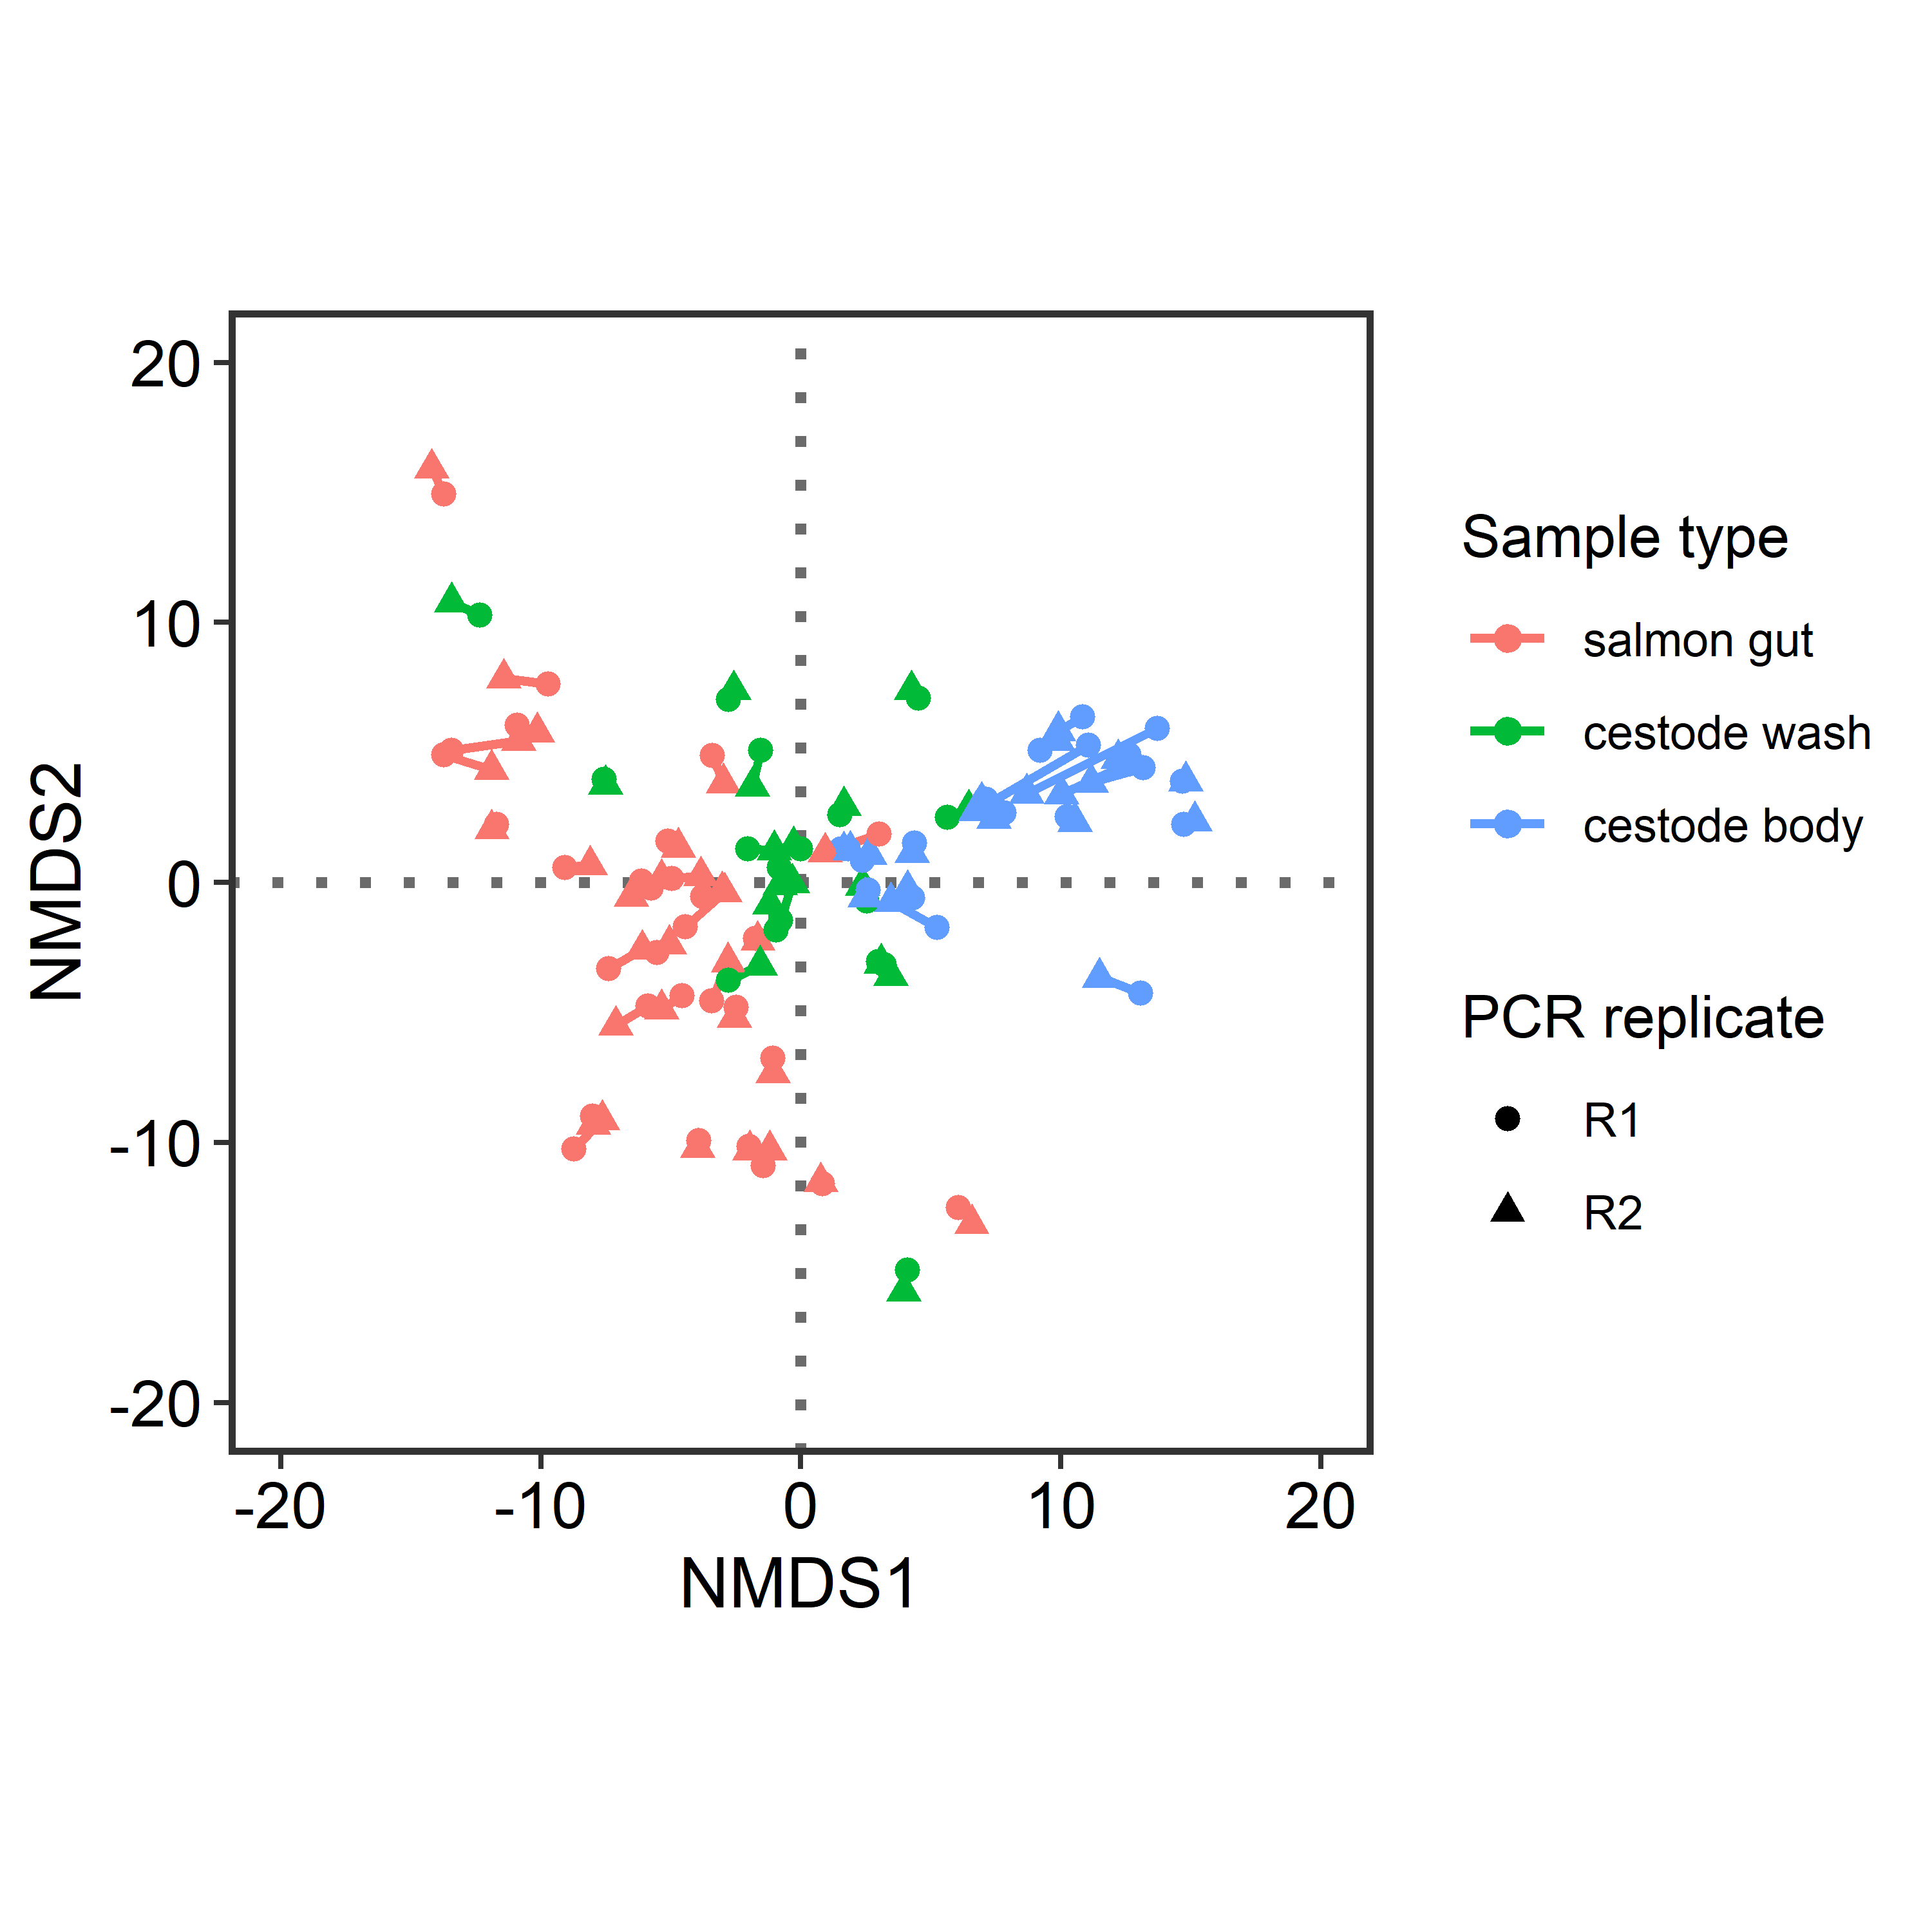 20
10
0
-10
-20
NMDS2
-20 -10 0 10 20
NMDS1
Sample type
salmon gut
cestode wash
cestode body
PCR replicate
R1
R2